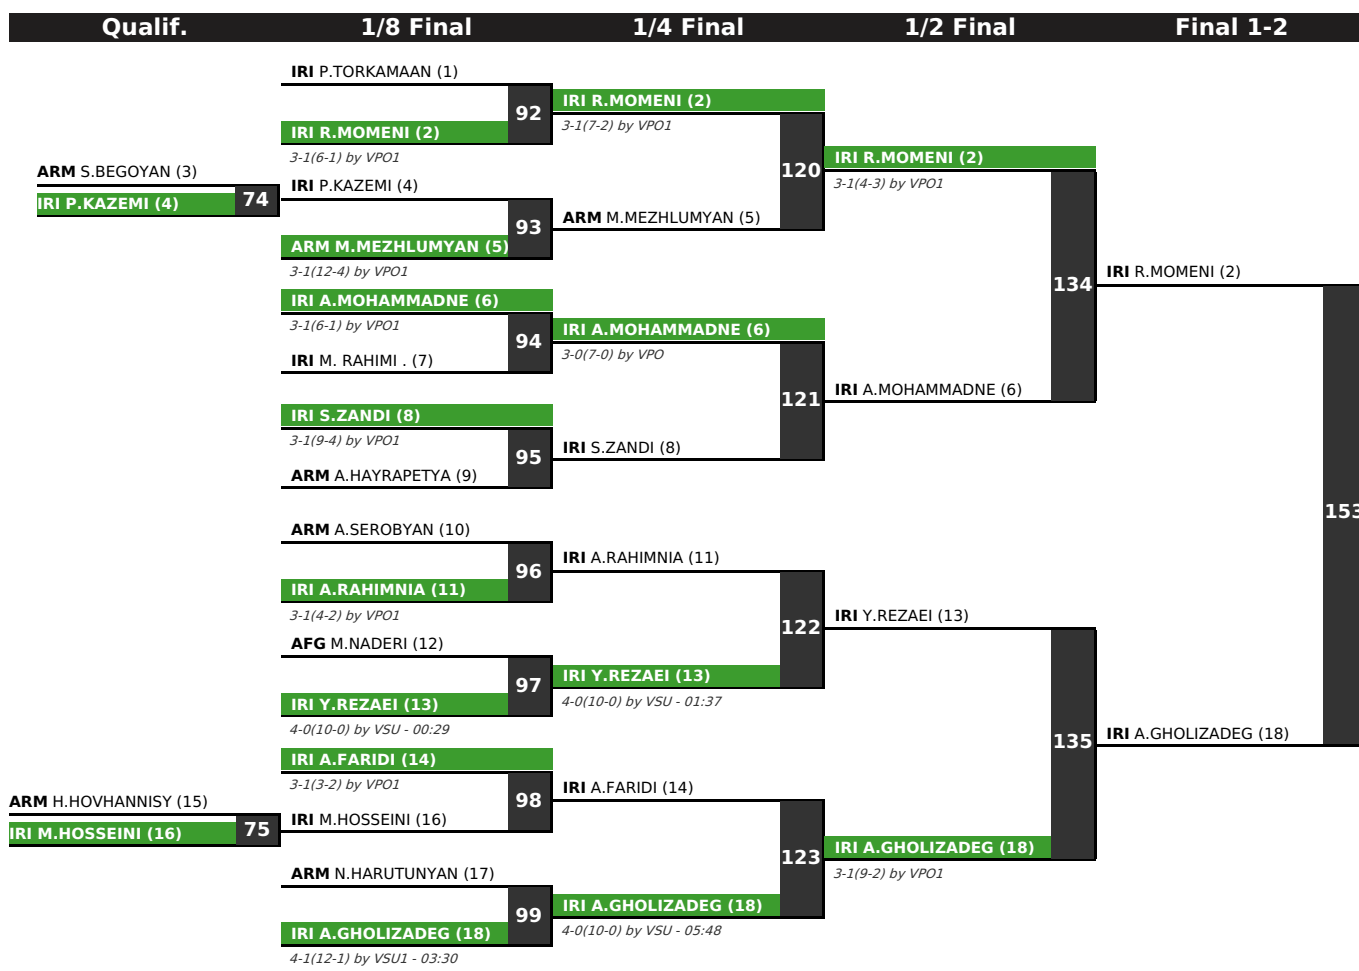 Qualif.
1/8 Final
1/4 Final
1/2 Final
Final 1-2
ARM S.BEGOYAN (3)
IRI P.KAZEMI (4)
74
ARM H.HOVHANNISY (15)
IRI M.HOSSEINI (16)
75
IRI P.TORKAMAAN (1)
92
IRI R.MOMENI (2)
3-1(6-1) by VPO1
IRI P.KAZEMI (4)
93
ARM M.MEZHLUMYAN (5)
3-1(12-4) by VPO1
IRI A.MOHAMMADNE (6)
3-1(6-1) by VPO1
94
IRI M. RAHIMI . (7)
IRI S.ZANDI (8)
3-1(9-4) by VPO1
95
ARM A.HAYRAPETYA (9)
ARM A.SEROBYAN (10)
96
IRI A.RAHIMNIA (11)
3-1(4-2) by VPO1
AFG M.NADERI (12)
97
IRI Y.REZAEI (13)
4-0(10-0) by VSU - 00:29
IRI A.FARIDI (14)
3-1(3-2) by VPO1
98
IRI M.HOSSEINI (16)
ARM N.HARUTUNYAN (17)
99
IRI A.GHOLIZADEG (18)
4-1(12-1) by VSU1 - 03:30
IRI R.MOMENI (2)
3-1(7-2) by VPO1
120
ARM M.MEZHLUMYAN (5)
IRI A.MOHAMMADNE (6)
3-0(7-0) by VPO
121
IRI S.ZANDI (8)
IRI A.RAHIMNIA (11)
122
IRI Y.REZAEI (13)
4-0(10-0) by VSU - 01:37
IRI A.FARIDI (14)
123
IRI A.GHOLIZADEG (18)
4-0(10-0) by VSU - 05:48
IRI R.MOMENI (2)
3-1(4-3) by VPO1
134
IRI A.MOHAMMADNE (6)
IRI Y.REZAEI (13)
135
IRI A.GHOLIZADEG (18)
3-1(9-2) by VPO1
IRI R.MOMENI (2)
153
IRI A.GHOLIZADEG (18)